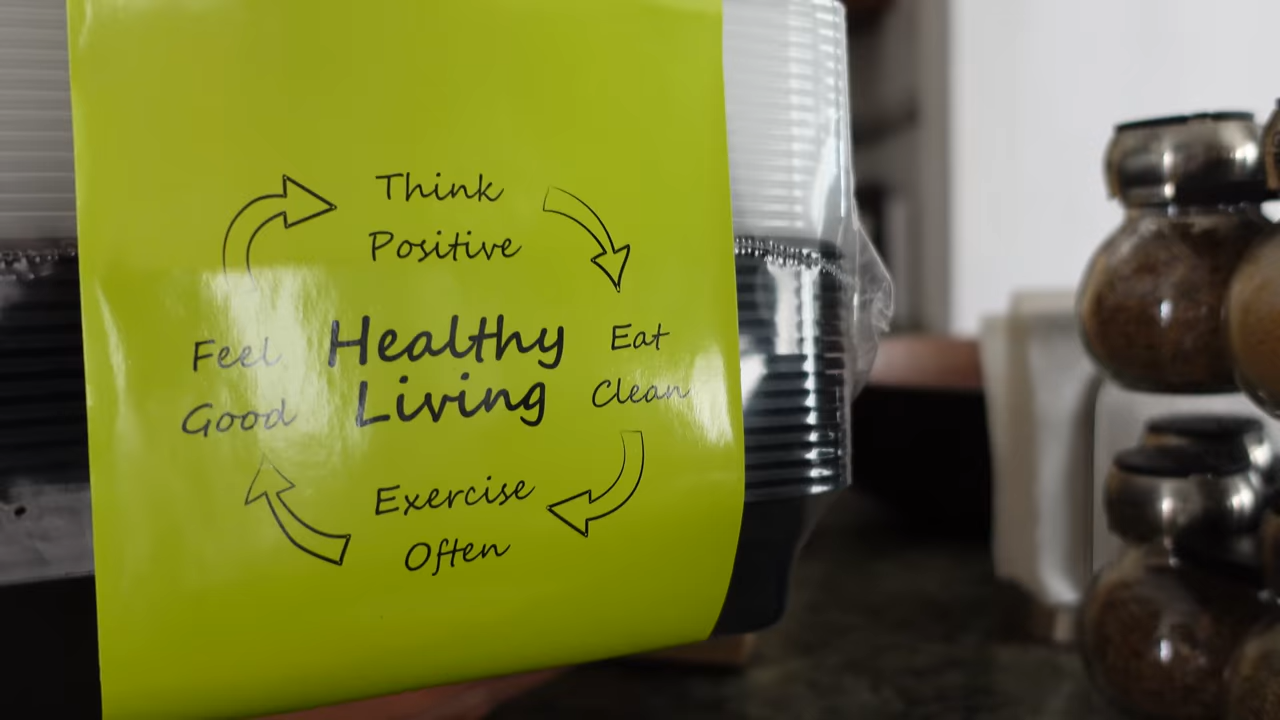 Think
Positive
Healthy
Living
Eat
Clean
Exercise
Often
Feel
Good